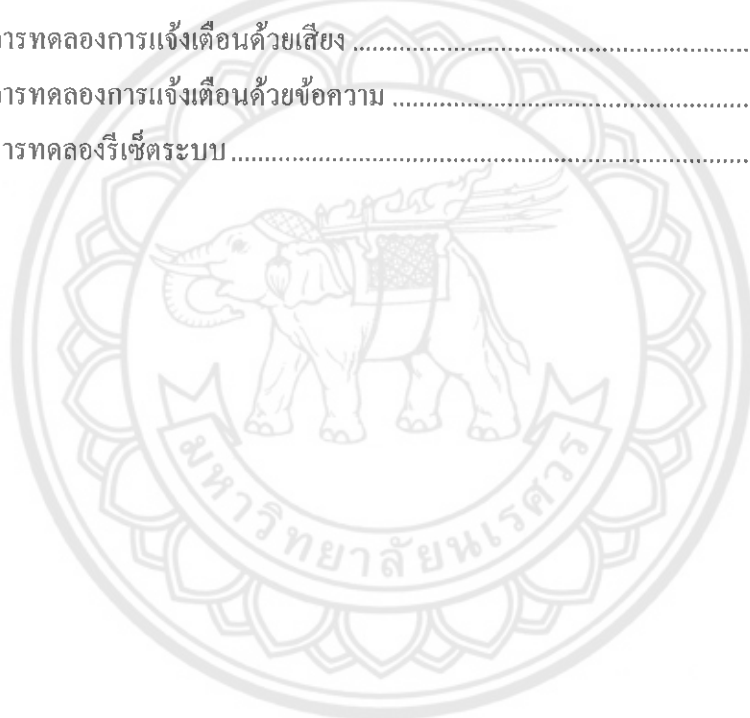 การทดลองการแจ้งเตือนด้วยเสียง ........................................................
การทดลองการแจ้งเตือนด้วยข้อความ ..................................................
การทดลองรีเซ็ตระบบ ........................................................................
มหาวิทยาลัยนเรศวร